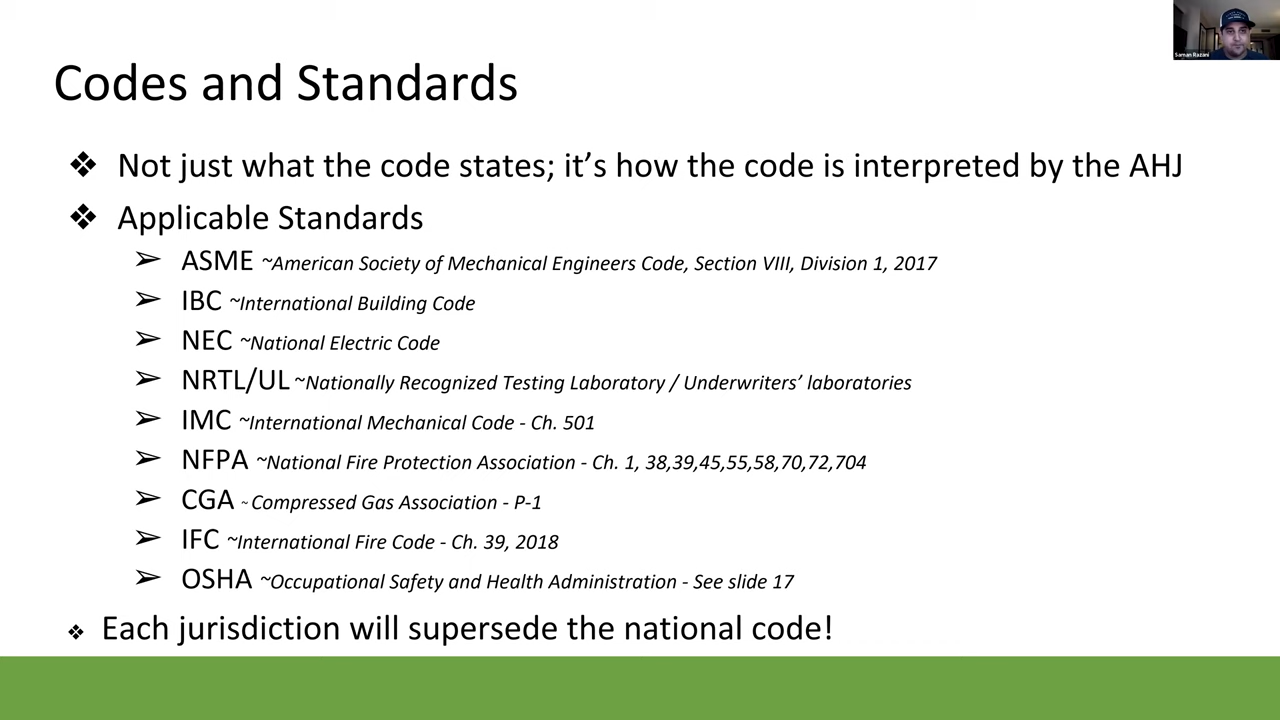 Saman Razani
Codes and Standards
❖ Not just what the code states; it’s how the code is interpreted by the AHJ
❖ Applicable Standards
➢ ASME ~American Society of Mechanical Engineers Code, Section VIII, Division 1, 2017
➢ IBC ~International Building Code
➢ NEC ~National Electric Code
➢ NRTL/UL ~Nationally Recognized Testing Laboratory / Underwriters’ laboratories
➢ IMC ~International Mechanical Code - Ch. 501
➢ NFPA ~National Fire Protection Association - Ch. 1, 38,39,45,55,58,70,72,704
➢ CGA ~ Compressed Gas Association - P-1
➢ IFC ~International Fire Code - Ch. 39, 2018
➢ OSHA ~Occupational Safety and Health Administration - See slide 17
❖ Each jurisdiction will supersede the national code!